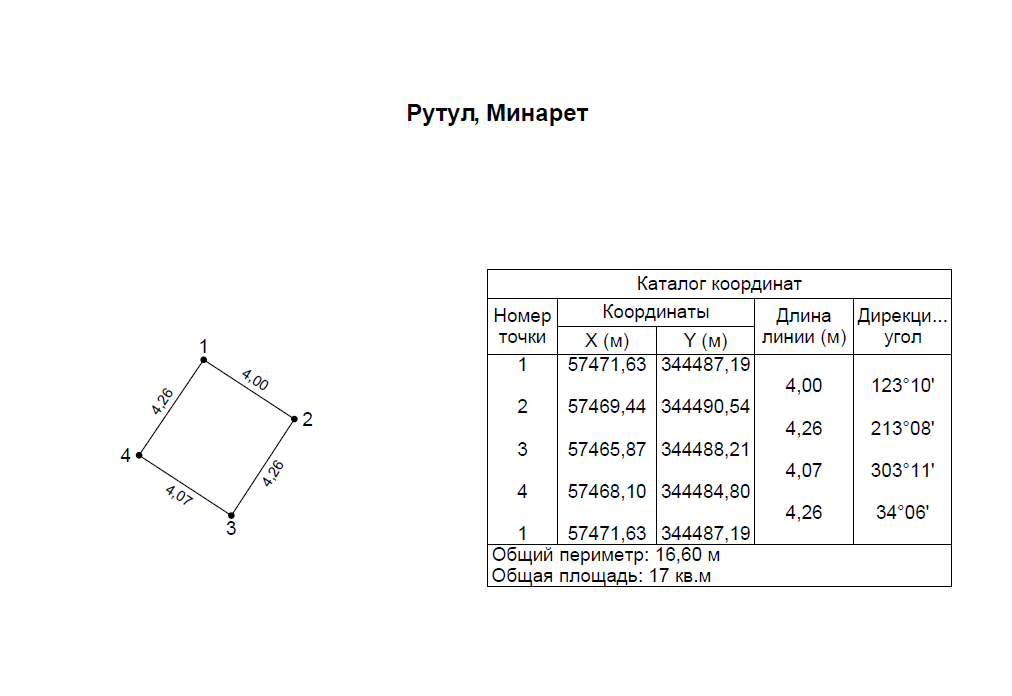 Рутул, Минарет
1
4,00
4,26
2
4
4,26
4,07
3
Каталог координат
Номер точки
Координаты
Длина линии (м)
Дирекци... угол
X (м)
Y (м)
1 57471,63 344487,19
4,00 123°10'
2 57469,44 344490,54
4,26 213°08'
3 57465,87 344488,21
4,07 303°11'
4 57468,10 344484,80
4,26 34°06'
1 57471,63 344487,19
Общий периметр: 16,60 м
Общая площадь: 17 кв.м